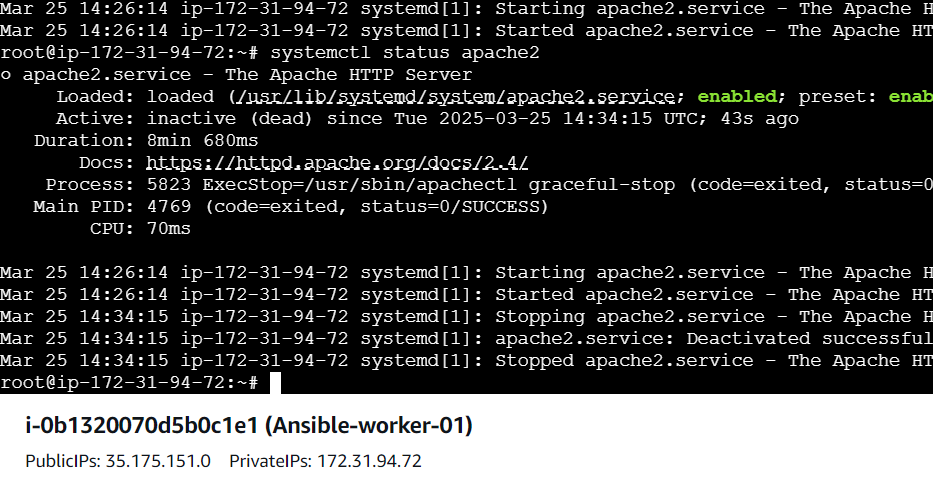 Mar 25 14:26:14 ip-172-31-94-72 systemd[1]: Starting apache2.service - The Apache H
Mar 25 14:26:14 ip-172-31-94-72 systemd[1]: Started apache2.service - The Apache HT
root@ip-172-31-94-72:~# systemctl status apache2
○ apache2.service - The Apache HTTP Server
Loaded: loaded (/usr/lib/systemd/system/apache2.service; enabled; preset: enab
Active: inactive (dead) since Tue 2025-03-25 14:34:15 UTC; 43s ago
Duration: 8min 680ms
Docs: https://httpd.apache.org/docs/2.4/
Process: 5823 ExecStop=/usr/sbin/apachectl graceful-stop (code=exited, status=0
Main PID: 4769 (code=exited, status=0/SUCCESS)
CPU: 70ms
Mar 25 14:26:14 ip-172-31-94-72 systemd[1]: Starting apache2.service - The Apache H
Mar 25 14:26:14 ip-172-31-94-72 systemd[1]: Started apache2.service - The Apache HT
Mar 25 14:34:15 ip-172-31-94-72 systemd[1]: Stopping apache2.service - The Apache H
Mar 25 14:34:15 ip-172-31-94-72 systemd[1]: apache2.service: Deactivated successful
Mar 25 14:34:15 ip-172-31-94-72 systemd[1]: Stopped apache2.service - The Apache HT
root@ip-172-31-94-72:~#
i-0b1320070d5b0c1e1 (Ansible-worker-01)
PublicIPs: 35.175.151.0 PrivateIPs: 172.31.94.72